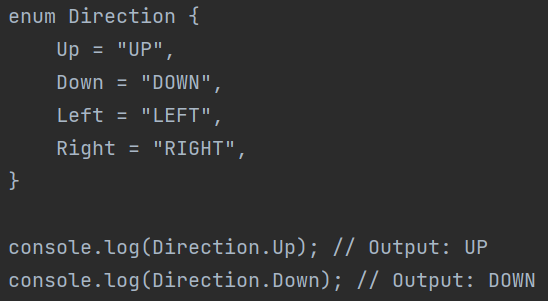 enum Direction {
    Up = "UP",
    Down = "DOWN",
    Left = "LEFT",
    Right = "RIGHT",
}

console.log(Direction.Up); // Output: UP
console.log(Direction.Down); // Output: DOWN